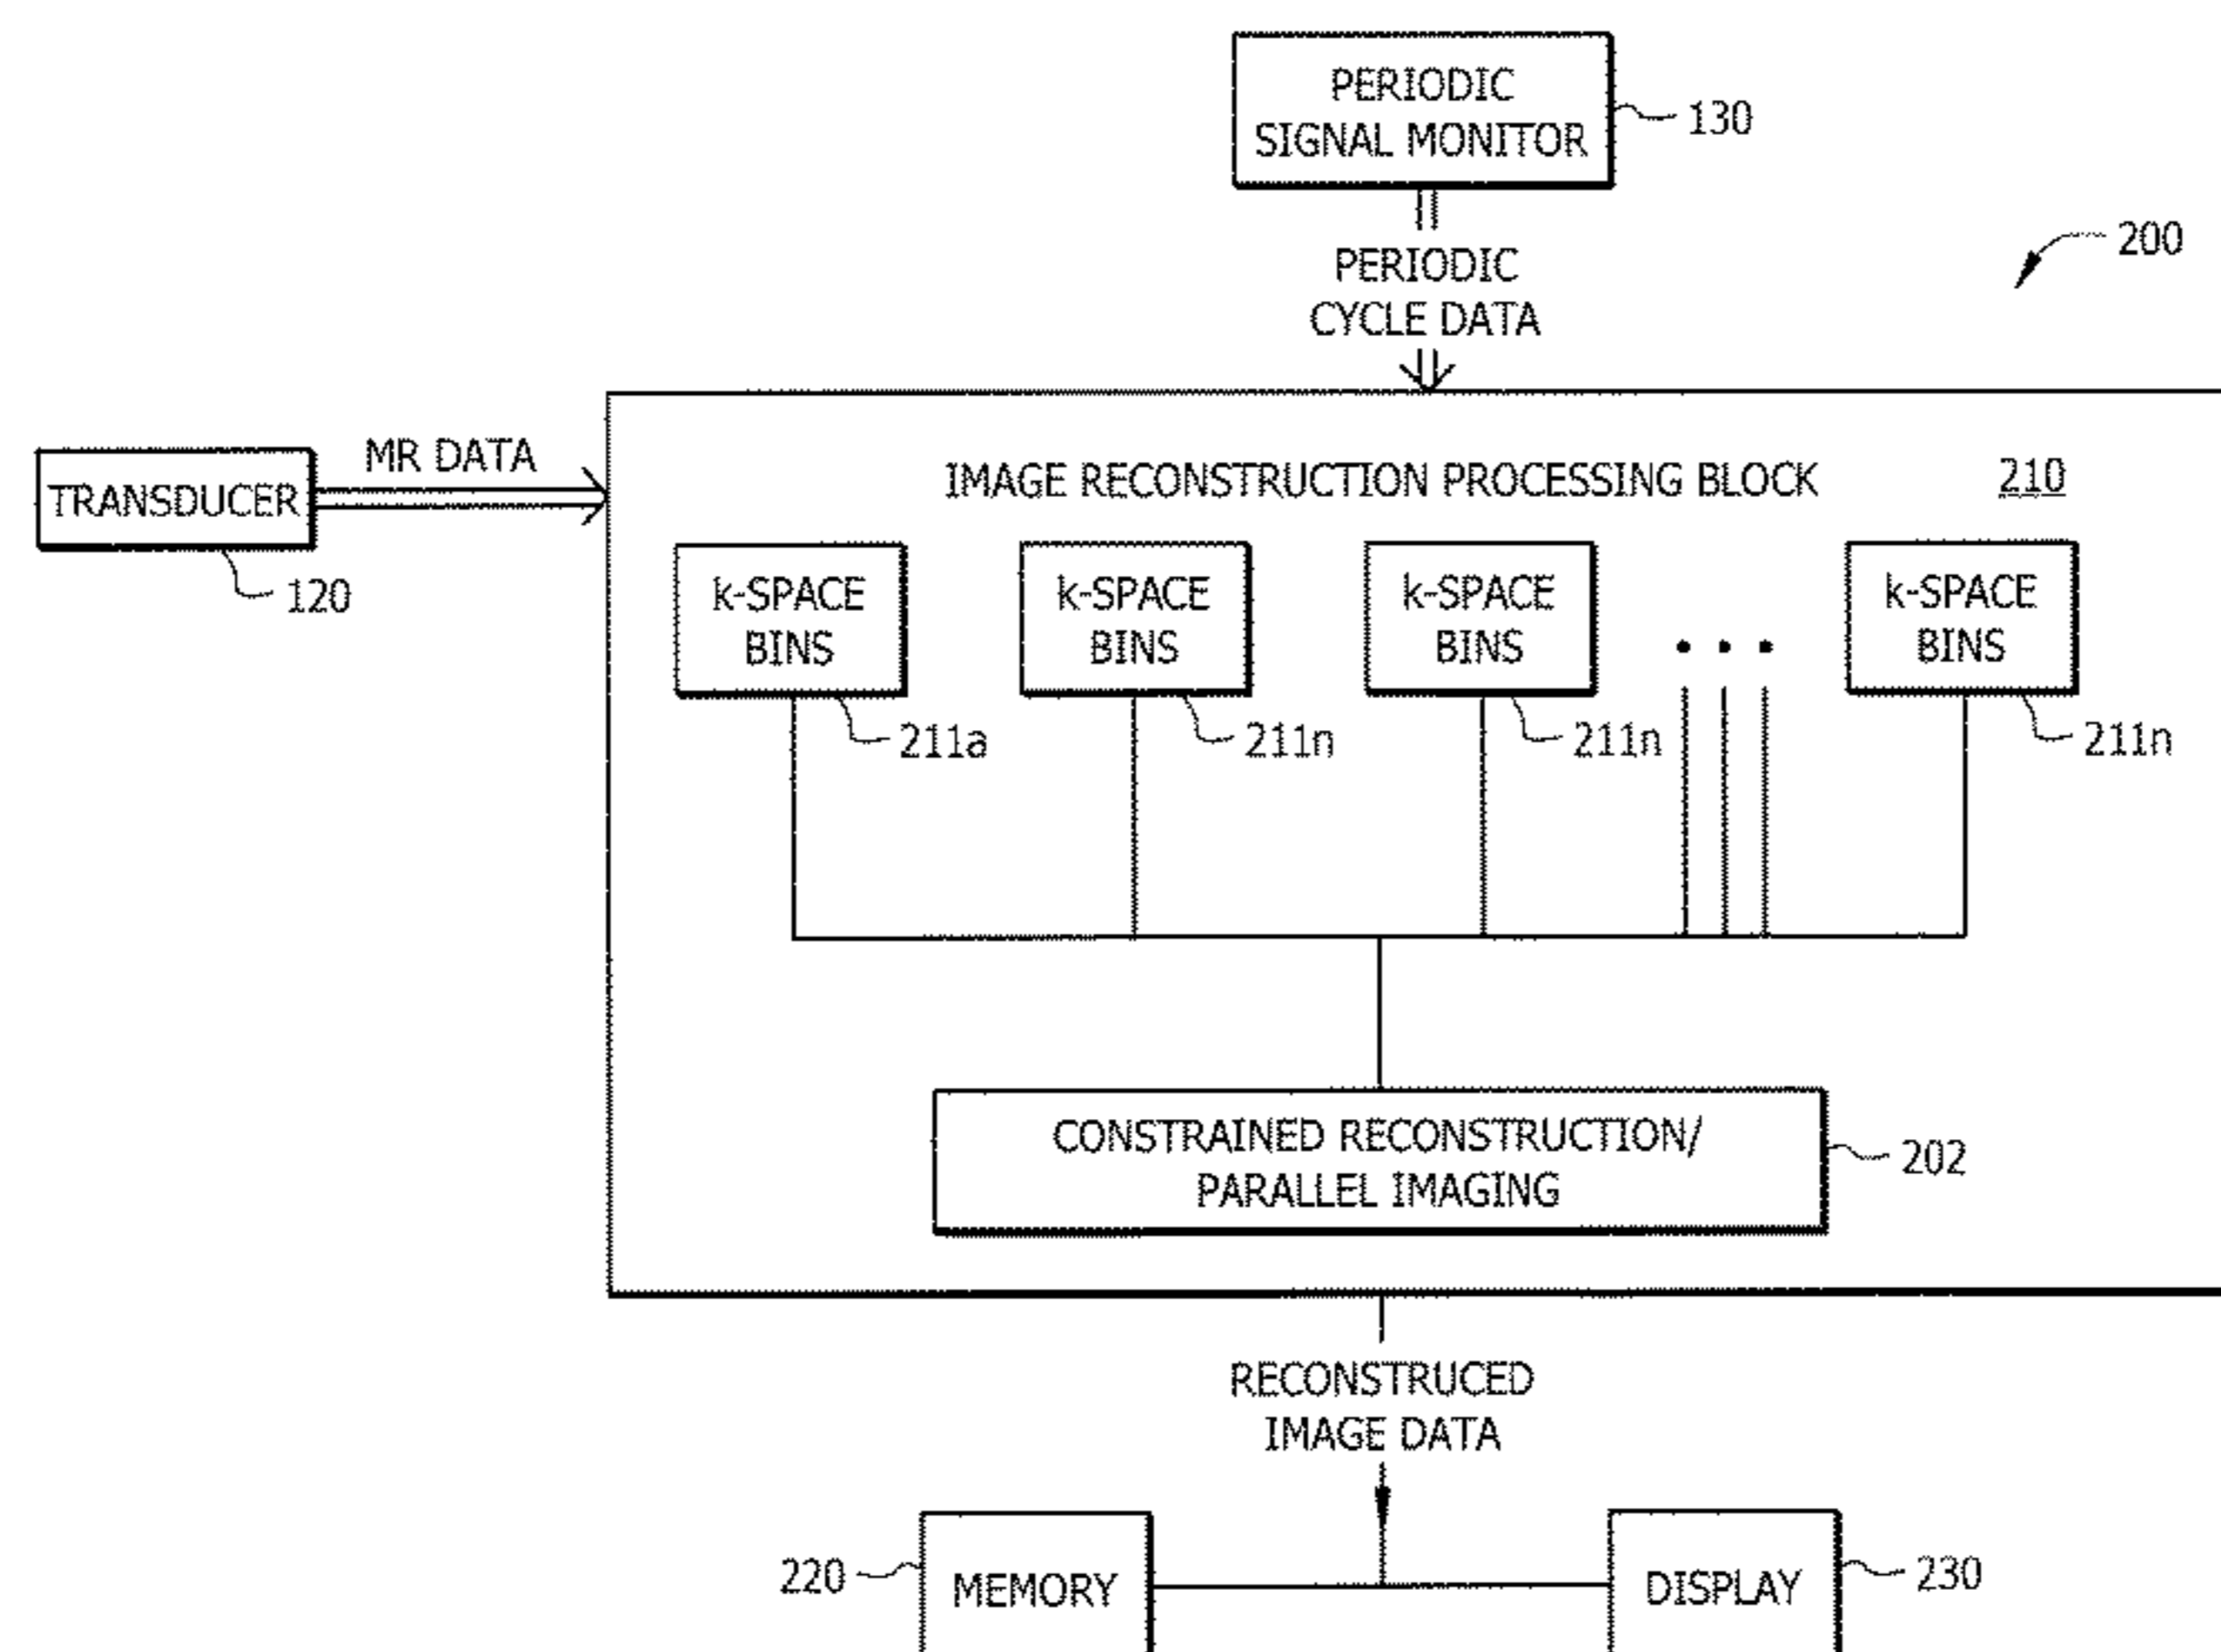 PERIODIC
SIGNAL MONITOR
130
200
PERIODIC
CYCLE DATA
MR DATA
TRANSDUCER
120
IMAGE RECONSTRUCTION PROCESSING BLOCK
210
k-SPACE
BINS
211a
k-SPACE
BINS
211n
k-SPACE
BINS
211n
k-SPACE
BINS
211n
CONSTRAINED RECONSTRUCTION/
PARALLEL IMAGING
202
RECONSTRUCED
IMAGE DATA
220
MEMORY
DISPLAY
230